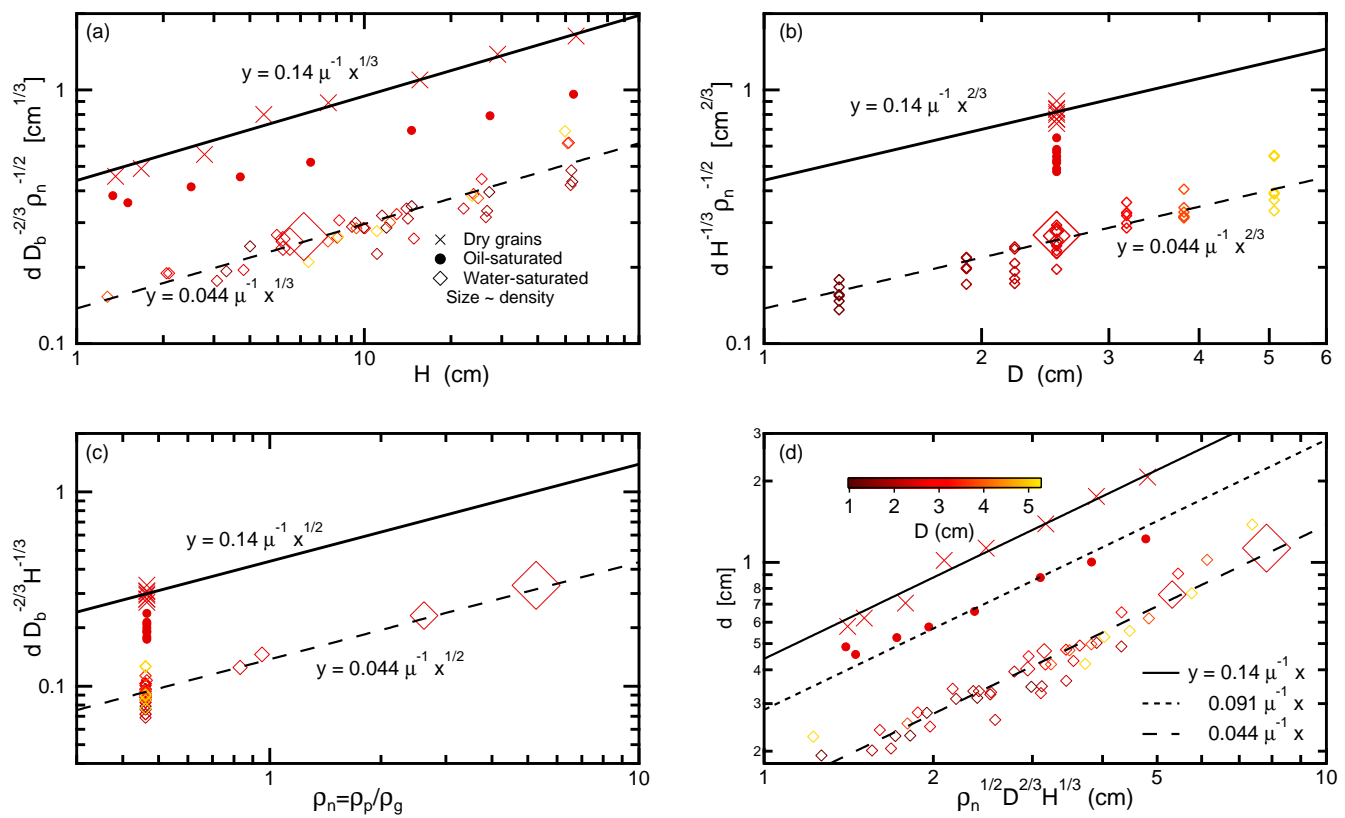 (a)
y = 0.14 μ⁻¹ x^1/3
y = 0.044 μ⁻¹ x^1/3
Dry grains
Oil-saturated
Water-saturated
Size ~ density
d D_b^-2/3 ρ_n^-1/2 [cm^1/3]
1
0.1
1
10
H (cm)
(b)
y = 0.14 μ⁻¹ x^2/3
y = 0.044 μ⁻¹ x^2/3
d H^-1/3 ρ_n^-1/2 [cm^2/3]
1
0.1
1
2
3
4
5
6
D (cm)
(c)
y = 0.14 μ⁻¹ x^1/2
y = 0.044 μ⁻¹ x^1/2
d D_b^-2/3 H^-1/3
1
0.1
1
10
ρ_n=ρ_p/ρ_g
(d)
1 2 3 4 5
D (cm)
y = 0.14 μ⁻¹ x
0.091 μ⁻¹ x
0.044 μ⁻¹ x
d [cm]
3
2
1
7
6
5
4
3
2
1
2
3
4
5
6
7
8
9
10
ρ_n^1/2 D^2/3 H^1/3 (cm)